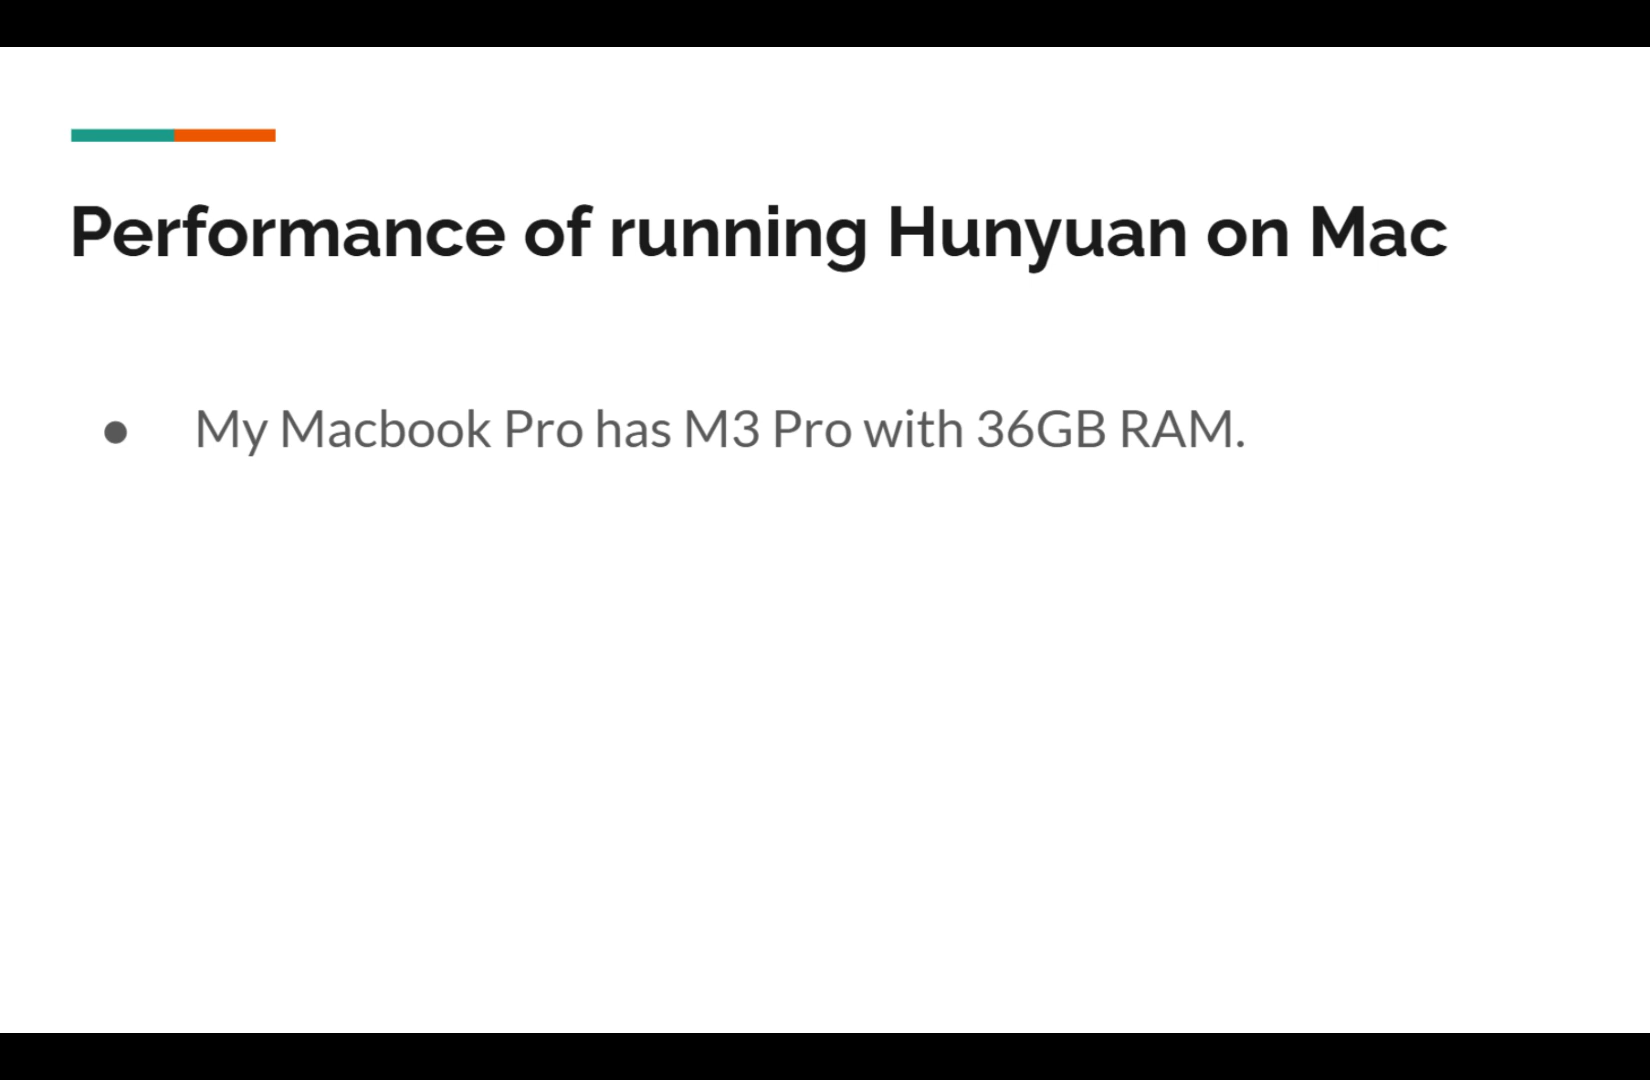 Performance of running Hunyuan on Mac
● My Macbook Pro has M3 Pro with 36GB RAM.